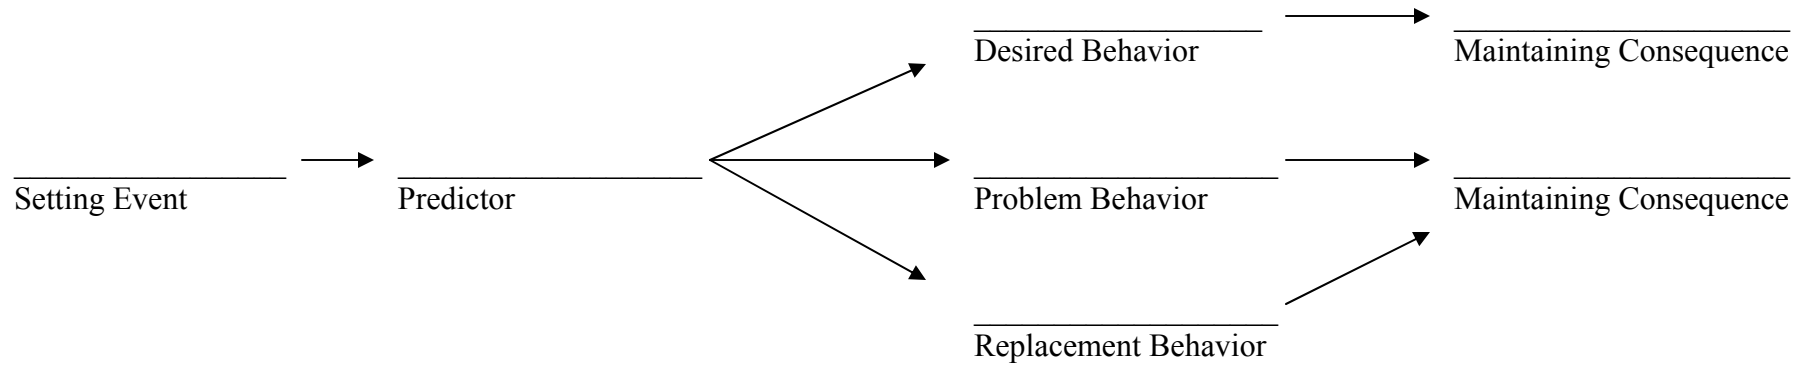 Desired Behavior
Maintaining Consequence
Setting Event
Predictor
Problem Behavior
Maintaining Consequence
Replacement Behavior